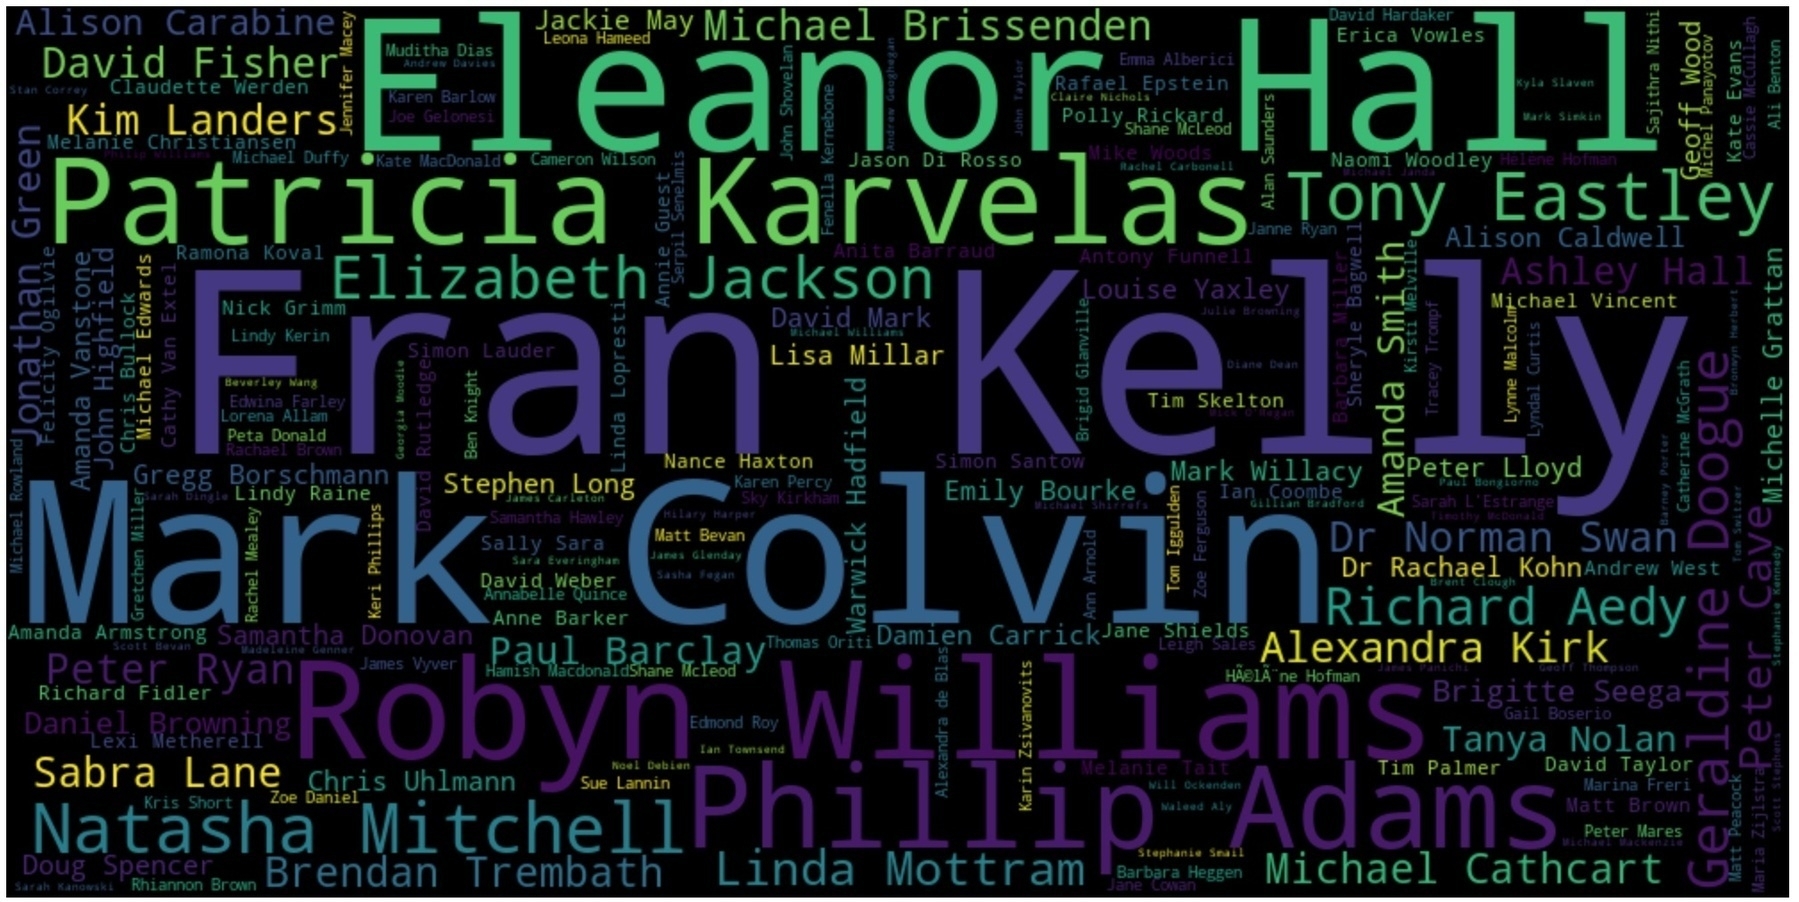 Alison Carabine
Jackie May
Michael Brissenden
David Hardaker
Leona Hameed
Erica Vowles
Eleanor Hall
Jennifer Macey
Muditha Dias
Andrew Davies
Emma Alberici
David Fisher
Claudette Werden
Stan Correy
Karen Barlow
Joe Gelonesi
John Shovelan
Andrew Geoghegan
John Taylor
Rafael Epstein
Claire Nichols
Polly Rickard
Shane McLeod
Alan Saunders
Kyla Slaven
Mark Simkin
Sajithra Nithi
Geoff Wood
Michel Panayotov
Kate Evans
Cassie McCullagh
Ali Benton
Kim Landers
Melanie Christiansen
Philip Williams
Michael Duffy
Kate MacDonald
Cameron Wilson
Fenella Kernebone
Jason Di Rosso
Mike Woods
Rachel Carbonell
Naomi Woodley
Helene Hofman
Michael Janda
Jonathan Green
Patricia Karvelas
Tony Eastley
Annie Guest
Serpil Senelmis
Janne Ryan
Alison Caldwell
Ramona Koval
Anita Barraud
Antony Funnell
Felicity Ogilvie
Amanda Vanstone
John Highfield
Chris Bullock
Michael Edwards
Cathy Van Extel
Elizabeth Jackson
Louise Yaxley
Julie Browning
Ashley Hall
Michael Vincent
Nick Grimm
Lindy Kerin
David Mark
Michael Williams
Lisa Millar
Simon Lauder
Fran Kelly
Beverley Wang
Edwina Farley
Lorena Allam
Peta Donald
Rachael Brown
Georgia Moodie
David Rutledge
Ben Knight
Linda Lopresti
Brigid Glanville
Diane Dean
Tim Skelton
Mick O'Regan
Barbara Miller
Sheryle Bagwell
Amanda Smith
Kirsti Melville
Tracey Trompf
Lynne Malcolm
Lyndal Curtis
Catherine McGrath
Geraldine Doogue
Bronwyn Herbert
Michelle Grattan
Warwick Hadfield
Nance Haxton
Simon Santow
Mark Willacy
Peter Lloyd
Paul Bongiorno
Gregg Borschmann
Sarah Dingle
Lindy Raine
Stephen Long
James Carleton
Karen Percy
Sky Kirkham
Emily Bourke
Michael Shirrefs
Ian Coombe
Gillian Bradford
Sarah L'Estrange
Timothy McDonald
Barney Porter
Tom Switzer
Michael Rowland
Mark Colvin
Gretchen Miller
Rachel Mealey
Keri Phillips
Samantha Hawley
Hilary Harper
Sally Sara
Sara Everingham
Matt Bevan
James Glenday
Sasha Fegan
David Weber
Annabelle Quince
Anne Barker
Ann Arnold
Tom Iggulden
Zoe Ferguson
Dr Norman Swan
Dr Rachael Kohn
Andrew West
Brent Clough
Richard Aedy
Peter Cave
Stephanie Kennedy
Amanda Armstrong
Scott Bevan
Samantha Donovan
Madeleine Genner
Paul Barclay
Thomas Oriti
Damien Carrick
Jane Shields
Leigh Sales
Alexandra Kirk
James Panichi
Geoff Thompson
Peter Ryan
James Vyver
Hamish Macdonald
Shane Mcleod
HÃ©lÃ¨ne Hofman
Richard Fidler
Robyn Williams
Brigitte Seega
Gail Boserio
Daniel Browning
Lexi Metherell
Edmond Roy
Ian Townsend
Alexandra de Blas
Karin Zsivanovits
Tanya Nolan
Noel Debien
Sabra Lane
Chris Uhlmann
Sue Lannin
Melanie Tait
Tim Palmer
David Taylor
Kris Short
Zoe Daniel
Phillip Adams
Will Ockenden
Waleed Aly
Marina Freri
Matt Brown
Matt Peacock
Maria Zijlstra
Scott Stephens
Natasha Mitchell
Peter Mares
Michael Mackenzie
Stephanie Smail
Doug Spencer
Brendan Trembath
Linda Mottram
Barbara Heggen
Michael Cathcart
Sarah Kanowski
Rhiannon Brown
Jane Cowan